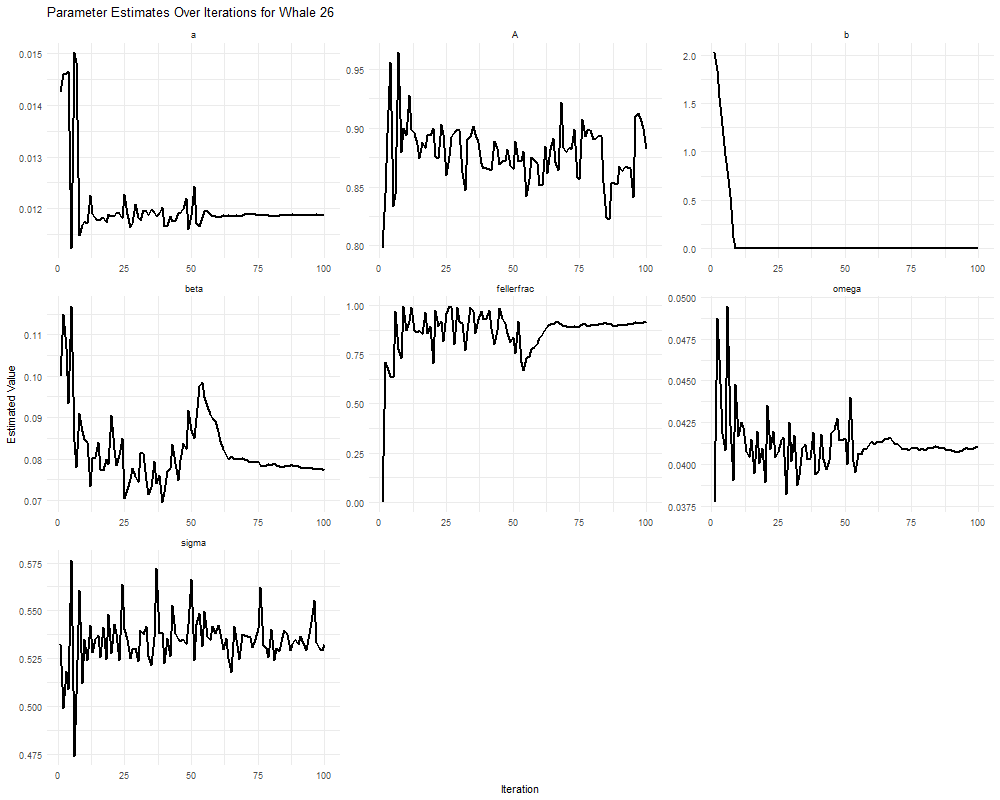 Parameter Estimates Over Iterations for Whale 26
a A b
0.015 0.95 2.0
0.014 0.90 1.5
0.013 0.85 1.0
0.012 0.80 0.5
0.0
0 25 50 75 100 0 25 50 75 100 0 25 50 75 100
beta fellerfrac omega
0.11 1.00 0.0500
0.10 0.75 0.0475
0.09 0.50 0.0450
0.08 0.25 0.0425
0.07 0.00 0.0400
0.0375
0 25 50 75 100 0 25 50 75 100 0 25 50 75 100
sigma
0.575
0.550
0.525
0.500
0.475
0 25 50 75 100
Estimated Value
Iteration